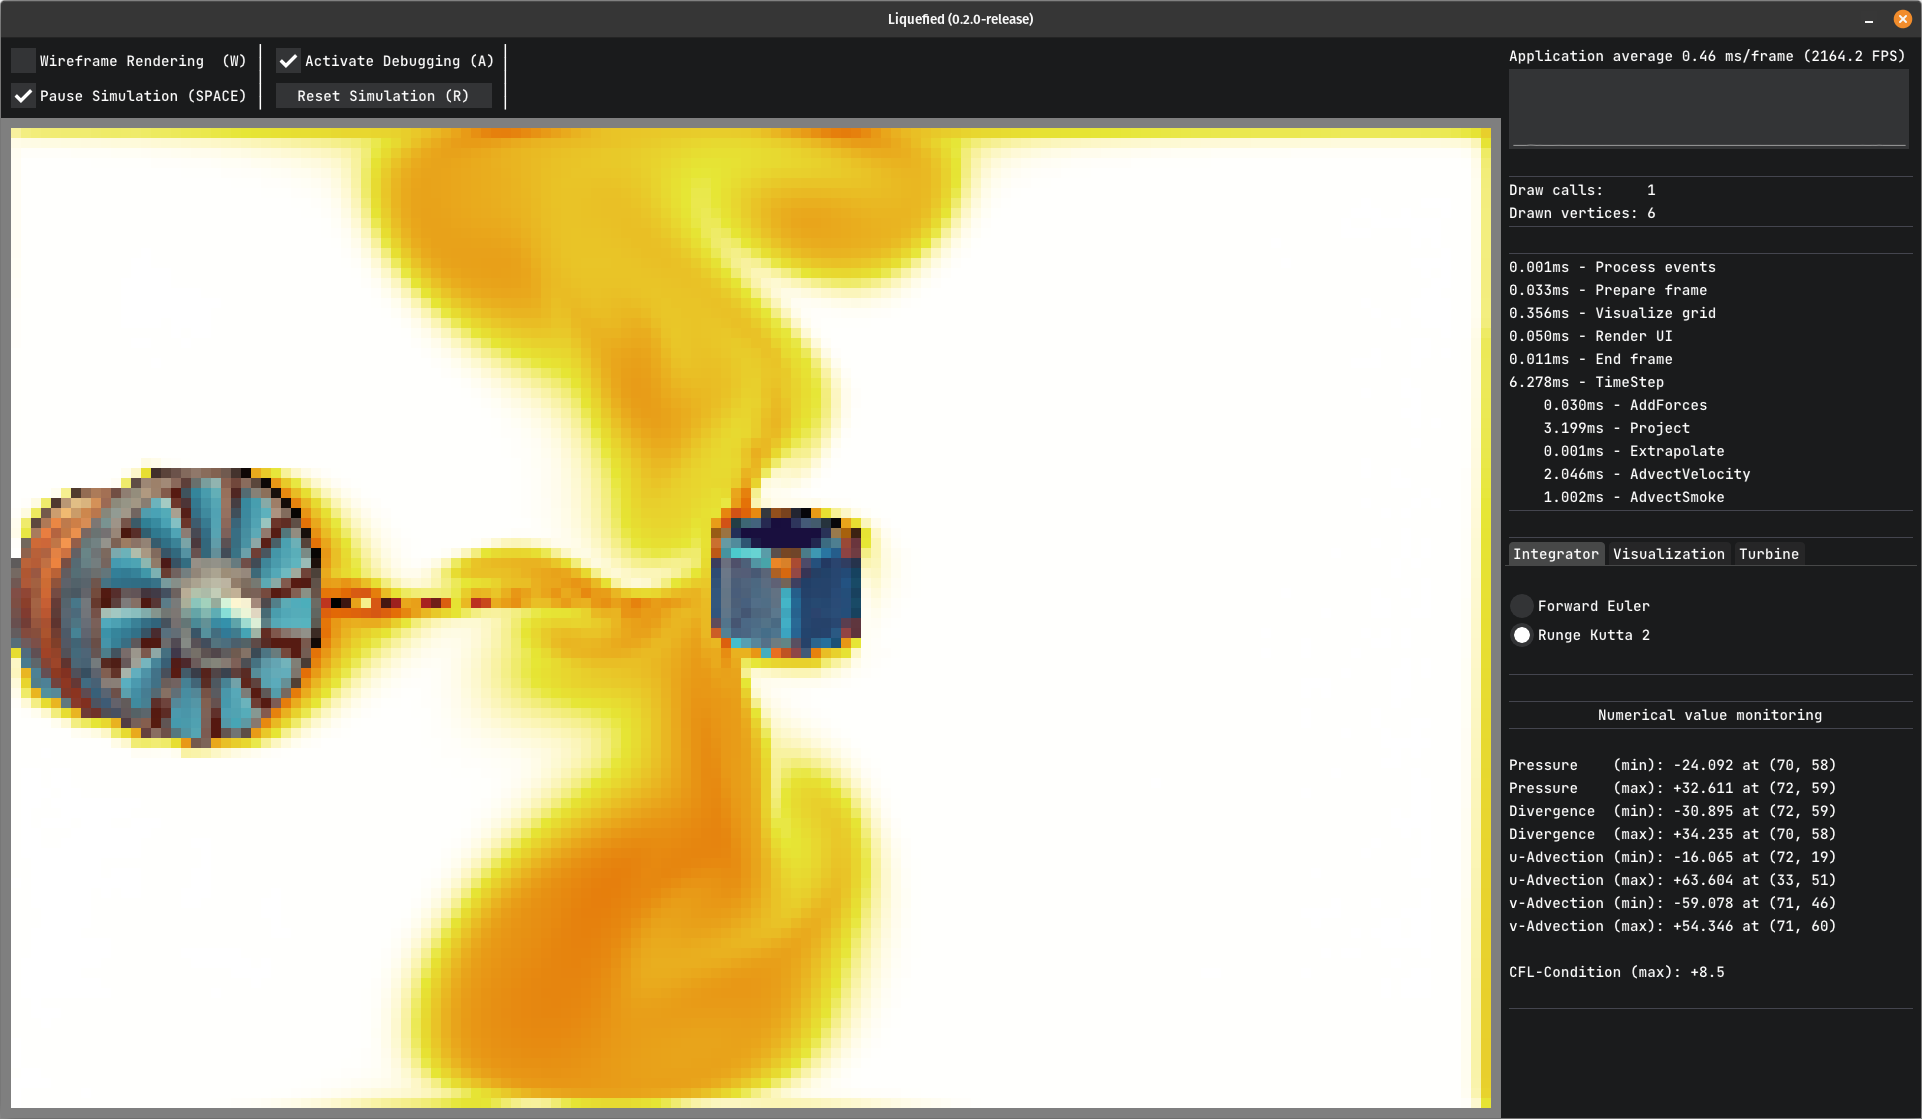 Liquefied (0.2.0-release)
Wireframe Rendering (W)
Activate Debugging (A)
Pause Simulation (SPACE)
Reset Simulation (R)
Application average 0.46 ms/frame (2164.2 FPS)
Draw calls: 1
Drawn vertices: 6
0.001ms - Process events
0.033ms - Prepare frame
0.356ms - Visualize grid
0.050ms - Render UI
0.011ms - End frame
6.278ms - TimeStep
0.030ms - AddForces
3.199ms - Project
0.001ms - Extrapolate
2.046ms - AdvectVelocity
1.002ms - AdvectSmoke
Integrator Visualization Turbine
Forward Euler
Runge Kutta 2
Numerical value monitoring
Pressure (min): -24.092 at (70, 58)
Pressure (max): +32.611 at (72, 59)
Divergence (min): -30.895 at (72, 59)
Divergence (max): +34.235 at (70, 58)
u-Advection (min): -16.065 at (72, 19)
u-Advection (max): +63.604 at (33, 51)
v-Advection (min): -59.078 at (71, 46)
v-Advection (max): +54.346 at (71, 60)
CFL-Condition (max): +8.5